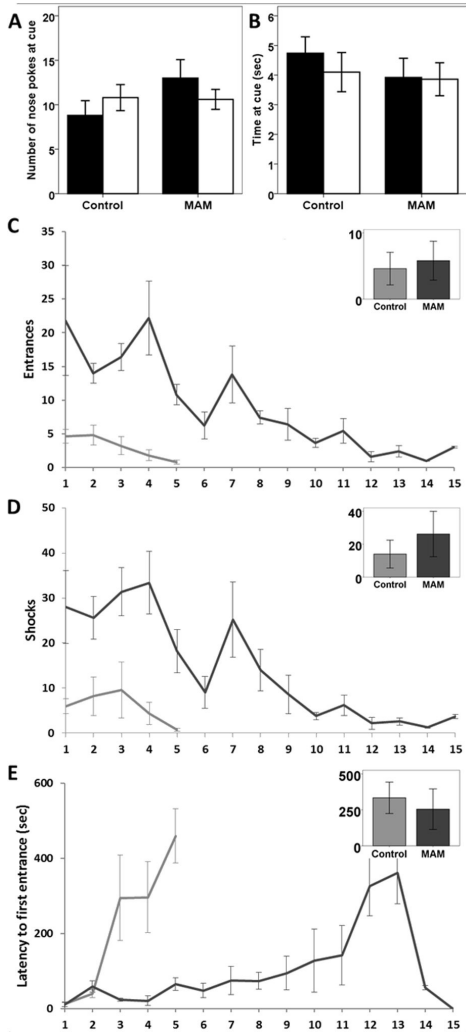 A
B
Number of nose pokes at cue
20
15
10
5
0
Control
MAM
Time at cue (sec)
6
5
4
3
2
1
0
Control
MAM
C
Entrances
35
30
25
20
15
10
5
0
1 2 3 4 5 6 7 8 9 10 11 12 13 14 15
10
0
Control MAM
D
Shocks
50
40
30
20
10
0
1 2 3 4 5 6 7 8 9 10 11 12 13 14 15
40
20
0
Control MAM
E
Latency to first entrance (sec)
600
400
200
0
1 2 3 4 5 6 7 8 9 10 11 12 13 14 15
500
250
0
Control MAM